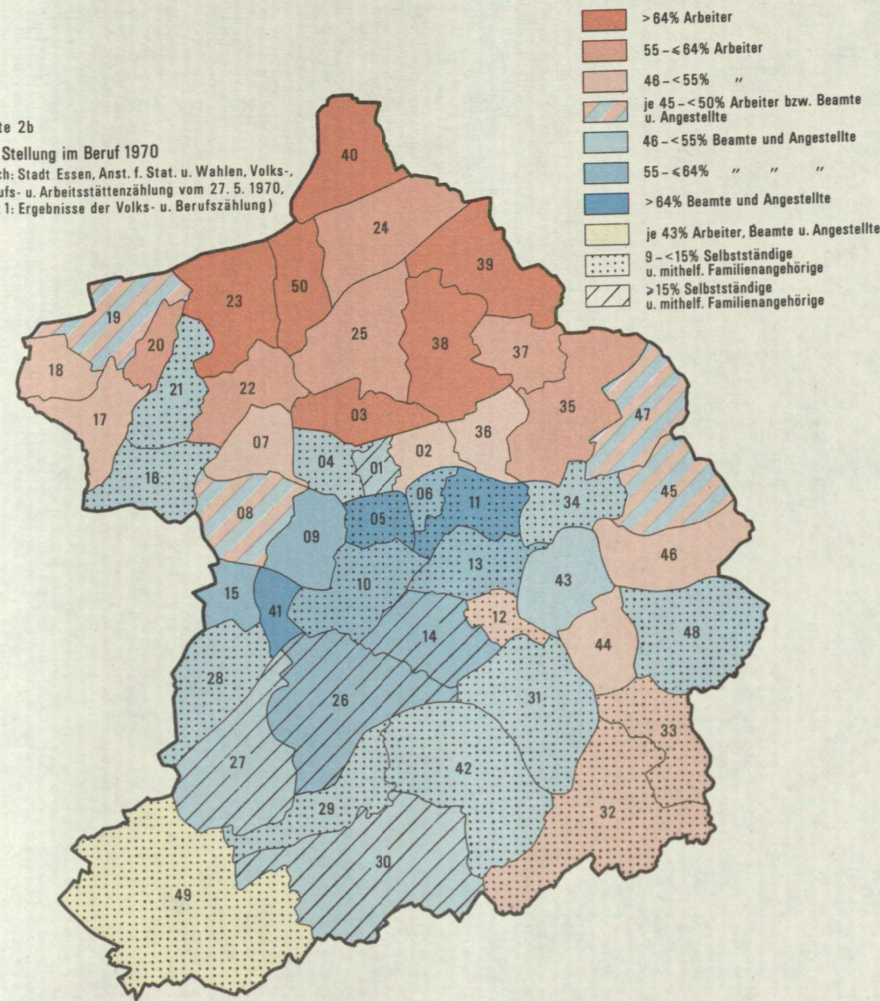 > 64% Arbeiter
55 - ⩽ 64% Arbeiter
46 - < 55% 〃
je 45 - < 50% Arbeiter bzw. Beamte
u. Angestellte
46 - < 55% Beamte und Angestellte
55 - ⩽ 64% 〃 〃 〃
> 64% Beamte und Angestellte
je 43% Arbeiter, Beamte u. Angestellte
9 - < 15% Selbstständige
u. mithelf. Familienangehörige
⩾ 15% Selbstständige
u. mithelf. Familienangehörige
te 2b
Stellung im Beruf 1970
ch: Stadt Essen, Anst. f. Stat. u. Wahlen, Volks-,
ufs- u. Arbeitsstättenzählung vom 27. 5. 1970,
1: Ergebnisse der Volks- u. Berufszählung)
40
24
39
23
50
19
25
38
20
37
18
21
22
35
17
03
47
07
36
04
02
01
16
06
45
08
05
11
34
09
46
10
13
43
15
41
12
14
44
48
28
26
31
33
27
42
29
32
30
49